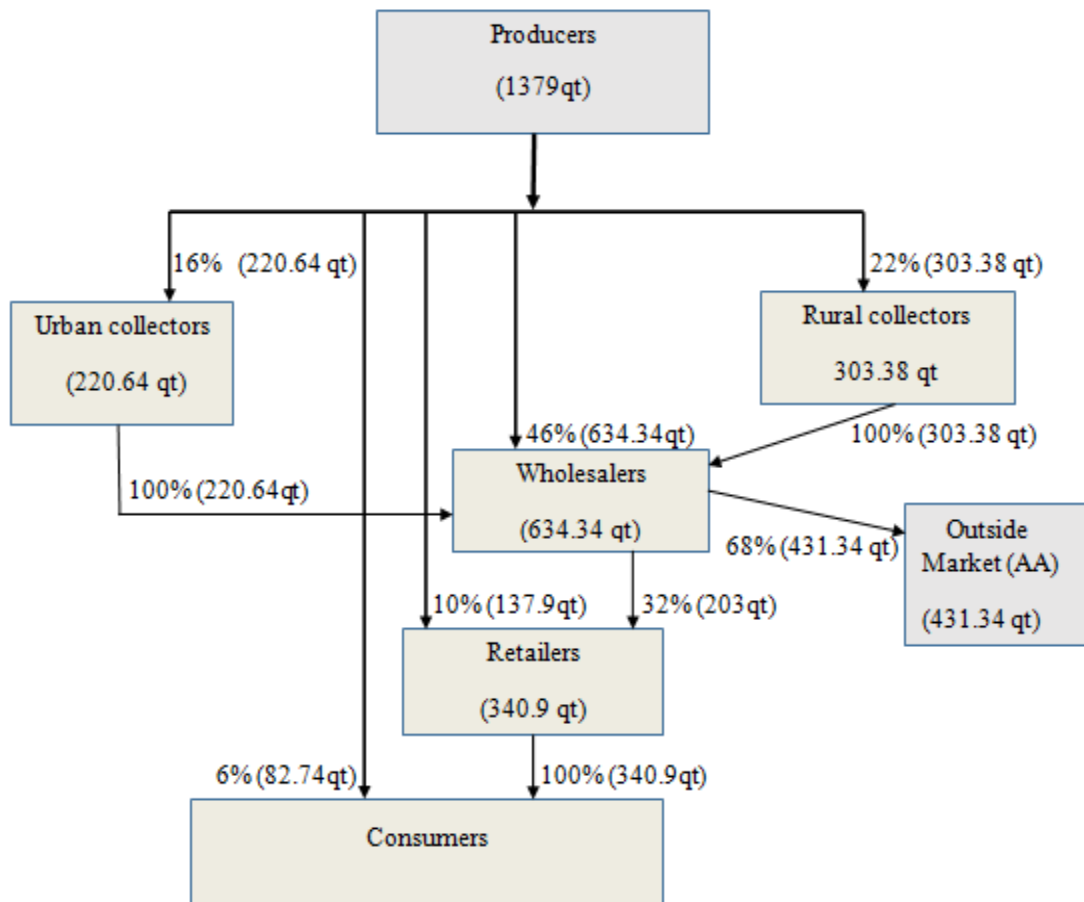 Producers
(1379qt)
16% (220.64 qt)
22% (303.38 qt)
Urban collectors
(220.64 qt)
Rural collectors
303.38 qt
46% (634.34qt)
100% (303.38 qt)
100% (220.64qt)
Wholesalers
(634.34 qt)
68% (431.34 qt)
Outside
Market (AA)
(431.34 qt)
10% (137.9qt)
32% (203qt)
Retailers
(340.9 qt)
6% (82.74qt)
100% (340.9qt)
Consumers